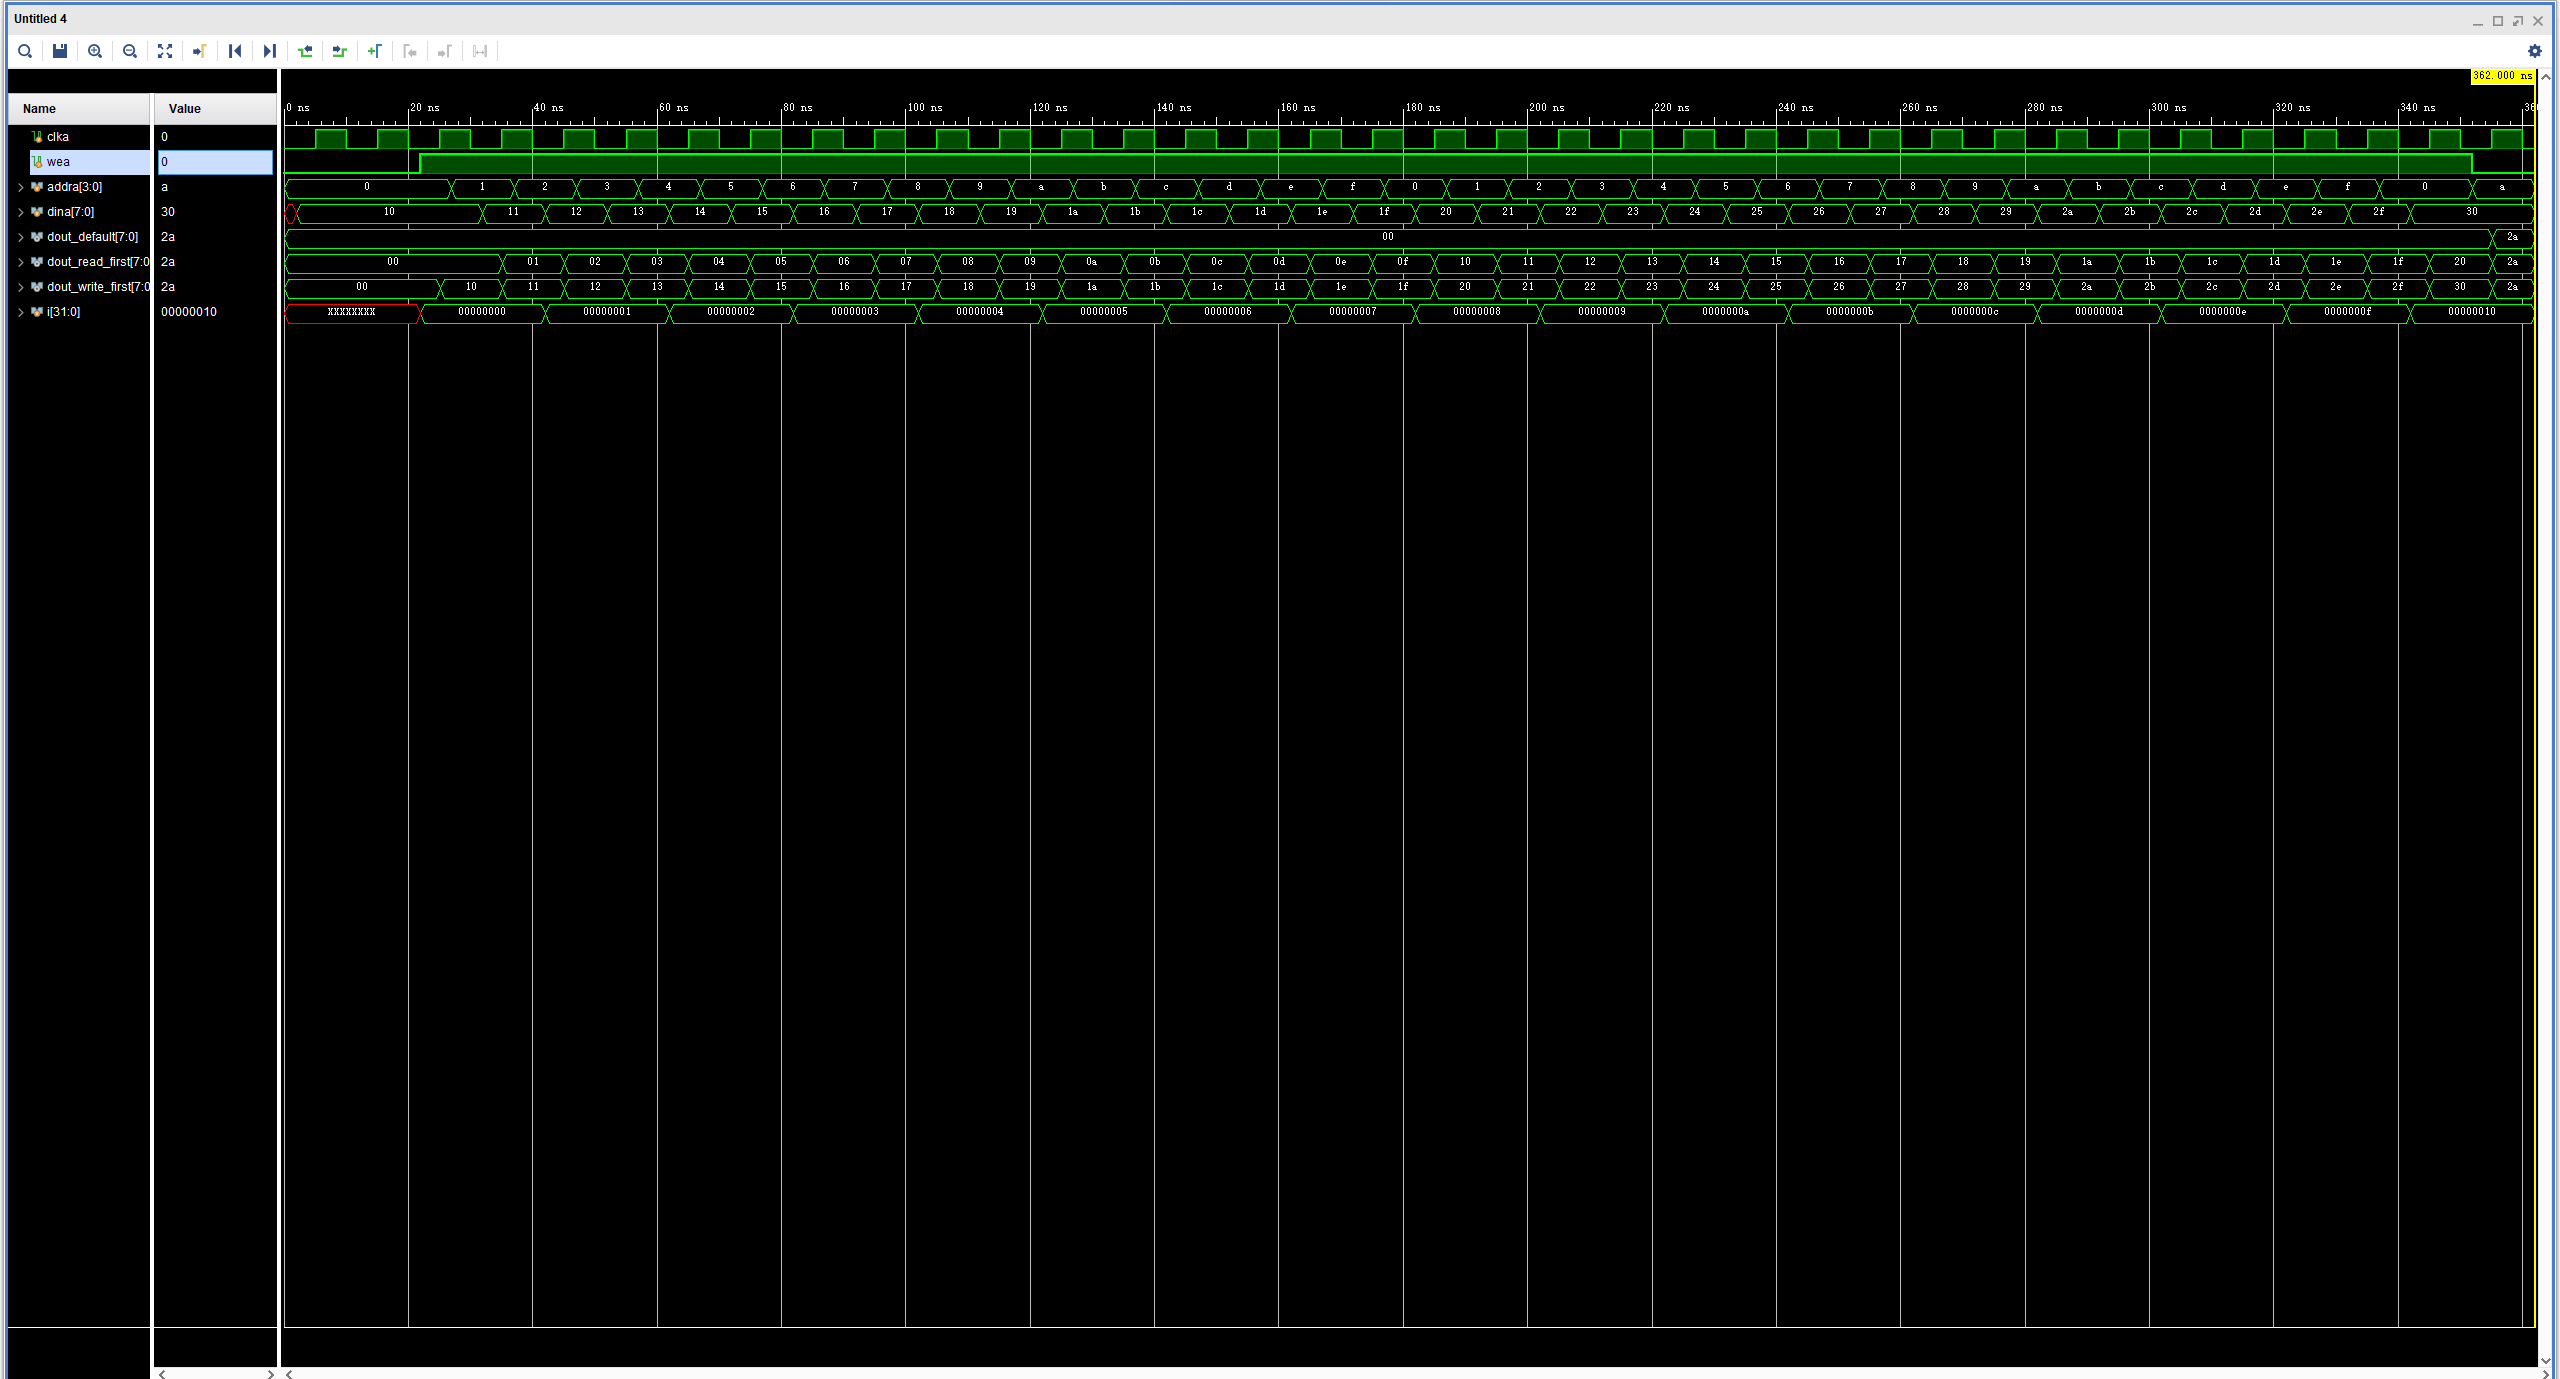 Untitled 4
362.000 ns
Name Value
0 ns 20 ns 40 ns 60 ns 80 ns 100 ns 120 ns 140 ns 160 ns 180 ns 200 ns 220 ns 240 ns 260 ns 280 ns 300 ns 320 ns 340 ns 36
clka 0
wea 0
addra[3:0] a 0 1 2 3 4 5 6 7 8 9 a b c d e f 0 1 2 3 4 5 6 7 8 9 a b c d e f 0 a
dina[7:0] 30 10 11 12 13 14 15 16 17 18 19 1a 1b 1c 1d 1e 1f 20 21 22 23 24 25 26 27 28 29 2a 2b 2c 2d 2e 2f 30
dout_default[7:0] 2a 00 2a
dout_read_first[7:0 2a 00 01 02 03 04 05 06 07 08 09 0a 0b 0c 0d 0e 0f 10 11 12 13 14 15 16 17 18 19 1a 1b 1c 1d 1e 1f 20 2a
dout_write_first[7:0 2a 00 10 11 12 13 14 15 16 17 18 19 1a 1b 1c 1d 1e 1f 20 21 22 23 24 25 26 27 28 29 2a 2b 2c 2d 2e 2f 30 2a
i[31:0] 00000010 XXXXXXXX 00000000 00000001 00000002 00000003 00000004 00000005 00000006 00000007 00000008 00000009 0000000a 0000000b 0000000c 0000000d 0000000e 0000000f 00000010